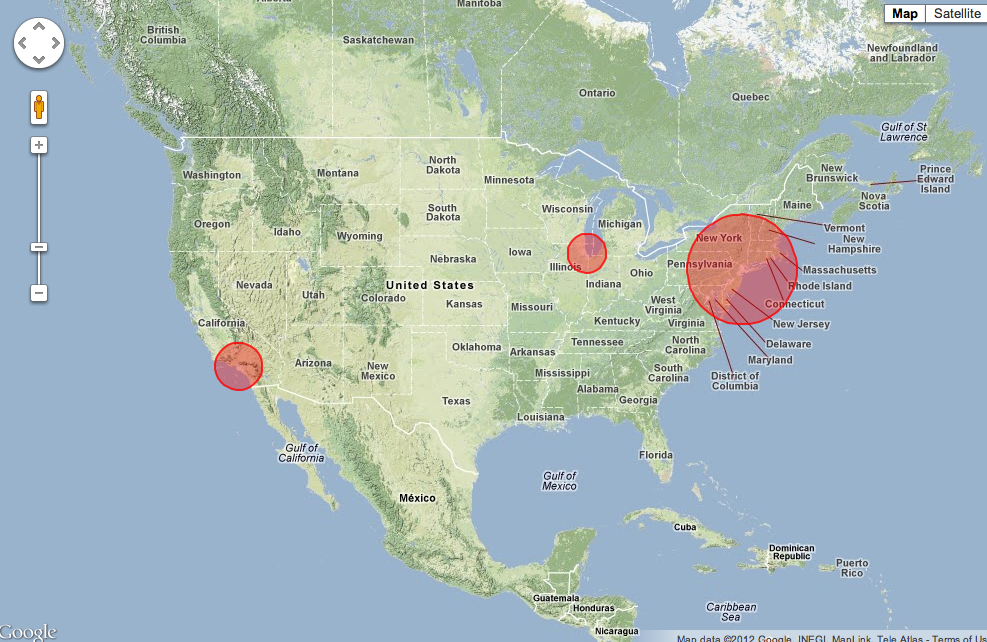 Alberta
Manitoba
Map
Satellite
British
Columbia
Saskatchewan
Newfoundland
and Labrador
Ontario
Quebec
Gulf of St
Lawrence
Washington
Montana
North
Dakota
Minnesota
New
Brunswick
Prince
Edward
Island
Nova
Scotia
Maine
Oregon
Idaho
Wyoming
South
Dakota
Wisconsin
Michigan
Vermont
New
Hampshire
New York
Nevada
Utah
Colorado
Nebraska
Iowa
Illinois
Indiana
Ohio
Pennsylvania
Massachusetts
Rhode Island
Connecticut
United States
California
Kansas
Missouri
West
Virginia
Kentucky
Virginia
New Jersey
Delaware
Maryland
District of
Columbia
Arizona
New
Mexico
Oklahoma
Arkansas
Tennessee
North
Carolina
South
Carolina
Mississippi
Alabama
Georgia
Texas
Louisiana
Florida
Gulf of
California
Gulf of
Mexico
México
Cuba
Dominican
Republic
Puerto
Rico
Guatemala
Honduras
Nicaragua
Caribbean
Sea
Google
Map data ©2012 Google, INEGI, MapLink, Tele Atlas - Terms of Us